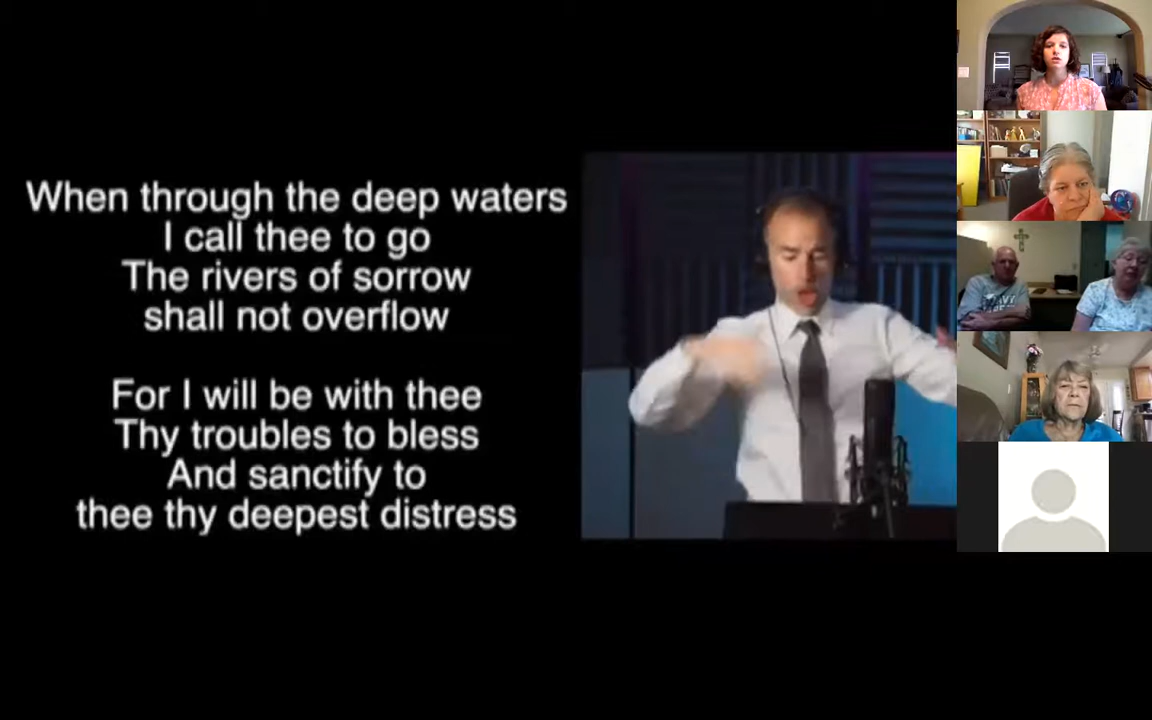 When through the deep waters
I call thee to go
The rivers of sorrow
shall not overflow
For I will be with thee
Thy troubles to bless
And sanctify to
thee thy deepest distress
NAVY